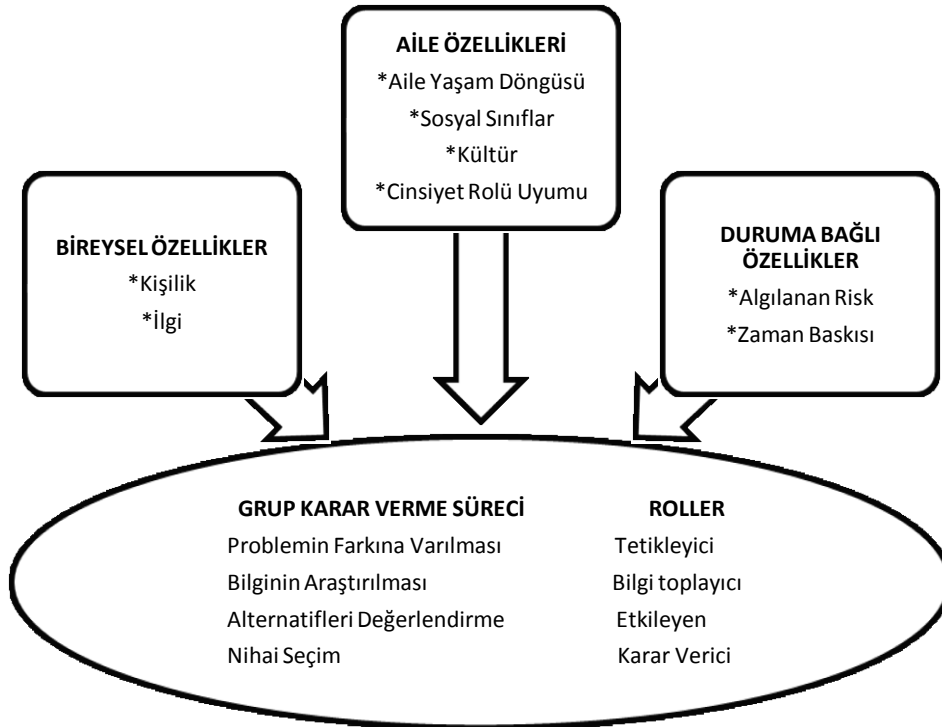 AİLE ÖZELLİKLERİ
*Aile Yaşam Döngüsü
*Sosyal Sınıflar
*Kültür
*Cinsiyet Rolü Uyumu
BİREYSEL ÖZELLİKLER
*Kişilik
*İlgi
DURUMA BAĞLI
ÖZELLİKLER
*Algılanan Risk
*Zaman Baskısı
GRUP KARAR VERME SÜRECİ
Problemin Farkına Varılması
Bilginin Araştırılması
Alternatifleri Değerlendirme
Nihai Seçim
ROLLER
Tetikleyici
Bilgi toplayıcı
Etkileyen
Karar Verici